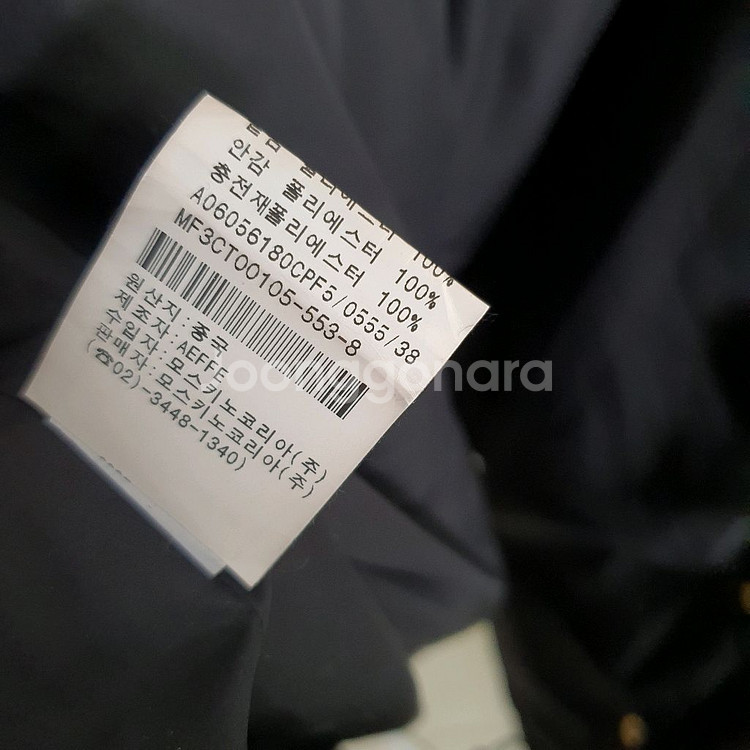 안감 폴리에스터 100%
충전재폴리에스터 100%
A06056180CPF5/0555/38
MF3CT00105-553-8
원산지: 중국
제조자: AEFFE
수입자: 모스키노코리아(주)
판매자: 모스키노코리아(주)
(☎02)-3448-1340)
Joonggonara